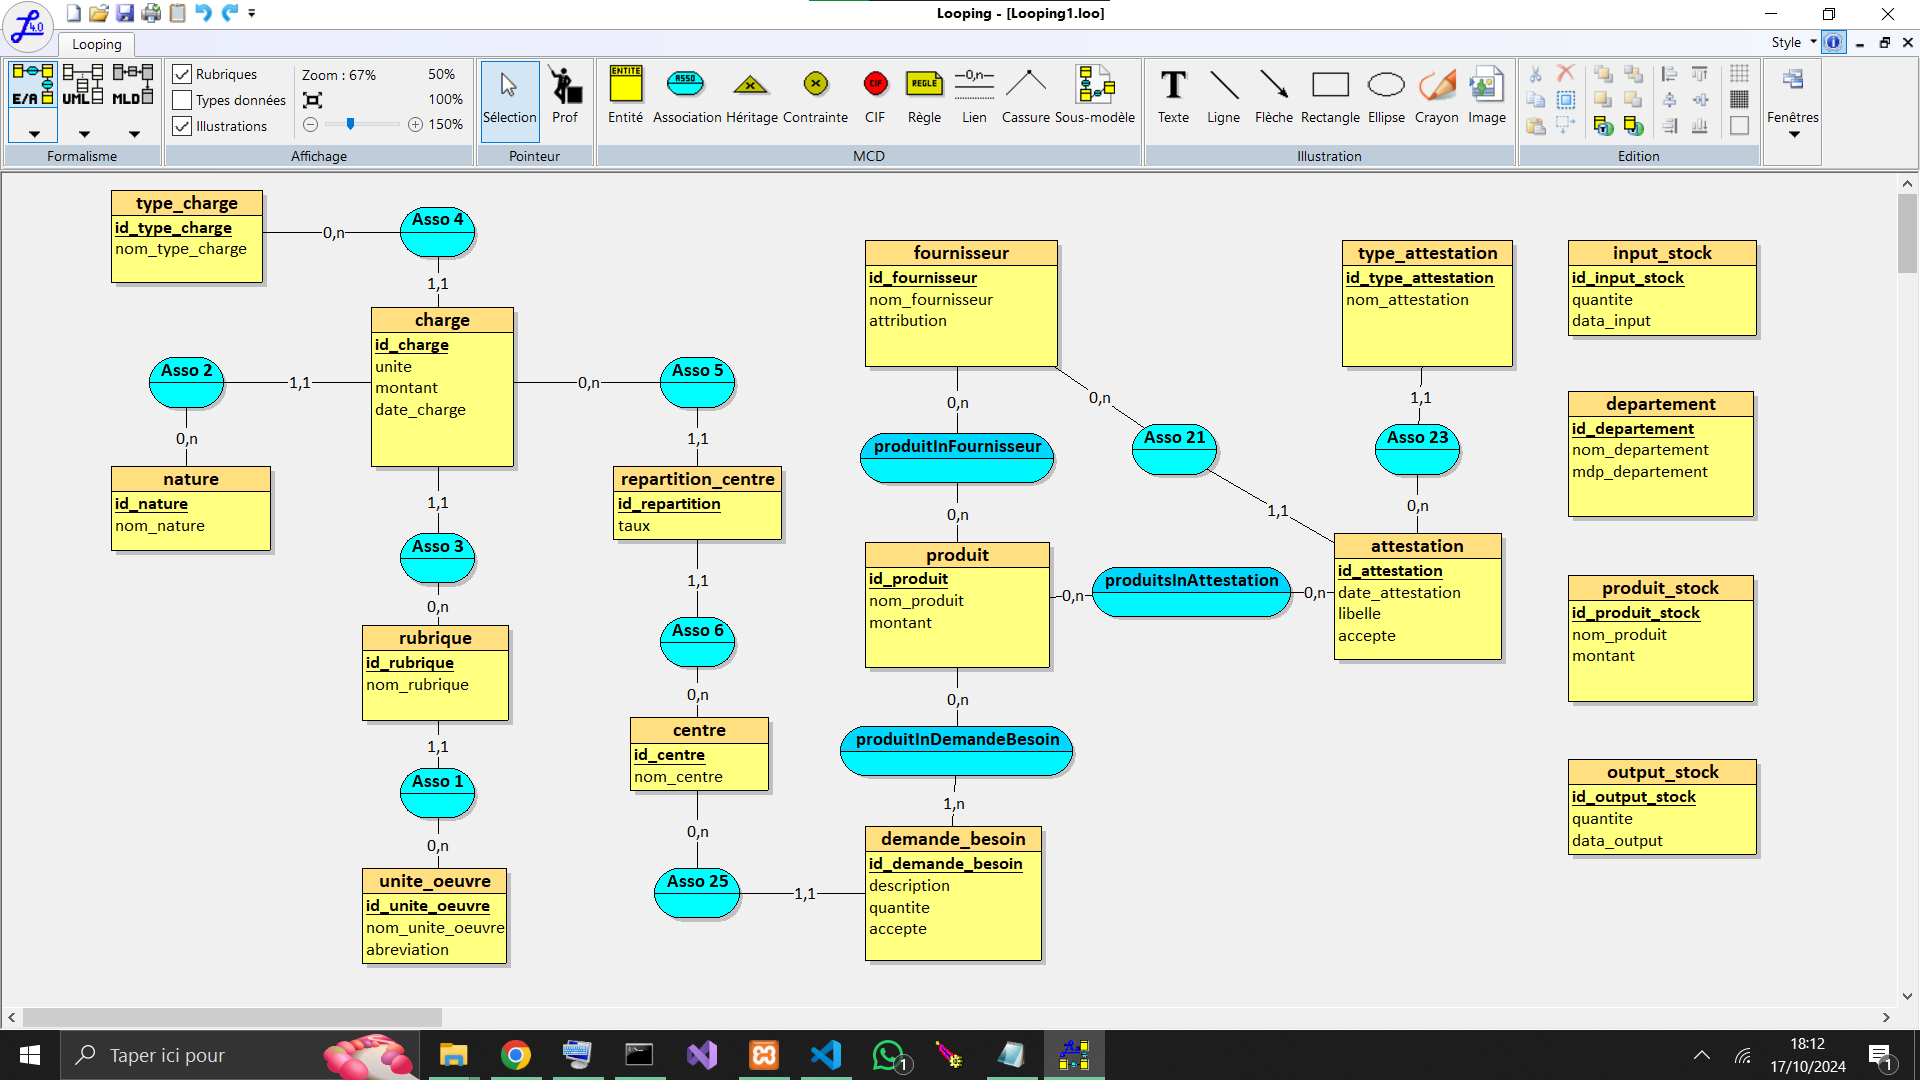 Looping - [Looping1.loo]
4.0
Looping
Style
E/A
UML
MLD
Formalisme
Rubriques
Types données
Illustrations
Zoom : 67%
50%
100%
150%
Affichage
Sélection
Prof
Pointeur
ENTITÉ
Entité
ASSO
Association
Héritage
Contrainte
CIF
CIF
REGLE
Règle
0,n
Lien
Cassure
Sous-modèle
MCD
T
Texte
Ligne
Flèche
Rectangle
Ellipse
Crayon
Image
Illustration
Edition
Fenêtres
type_charge
id_type_charge
nom_type_charge
0,n
Asso 4
1,1
charge
id_charge
unite
montant
date_charge
Asso 2
1,1
0,n
nature
id_nature
nom_nature
0,n
Asso 5
1,1
repartition_centre
id_repartition
taux
1,1
Asso 3
0,n
rubrique
id_rubrique
nom_rubrique
1,1
Asso 1
0,n
unite_oeuvre
id_unite_oeuvre
nom_unite_oeuvre
abreviation
1,1
Asso 6
0,n
centre
id_centre
nom_centre
0,n
Asso 25
1,1
fournisseur
id_fournisseur
nom_fournisseur
attribution
0,n
produitInFournisseur
0,n
produit
id_produit
nom_produit
montant
0,n
produitInDemandeBesoin
1,n
demande_besoin
id_demande_besoin
description
quantite
accepte
0,n
Asso 21
1,1
0,n
produitsInAttestation
0,n
type_attestation
id_type_attestation
nom_attestation
1,1
Asso 23
0,n
attestation
id_attestation
date_attestation
libelle
accepte
input_stock
id_input_stock
quantite
data_input
departement
id_departement
nom_departement
mdp_departement
produit_stock
id_produit_stock
nom_produit
montant
output_stock
id_output_stock
quantite
data_output
Taper ici pour
1
18:12
17/10/2024
1